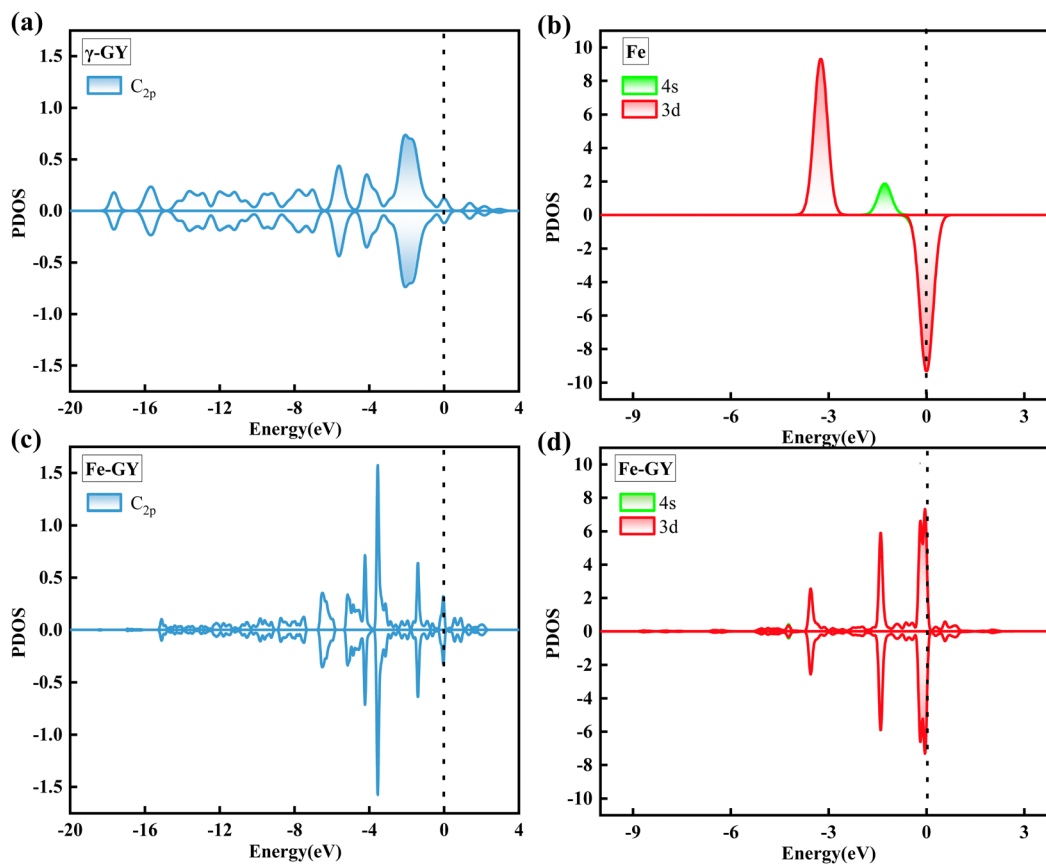 (a)
γ-GY
C2p
PDOS
1.5
1.0
0.5
0.0
-0.5
-1.0
-1.5
-20 -16 -12 -8 -4 0 4
Energy(eV)
(b)
Fe
4s
3d
PDOS
10
8
6
4
2
0
-2
-4
-6
-8
-10
-9 -6 -3 0 3
Energy(eV)
(c)
Fe-GY
C2p
PDOS
1.5
1.0
0.5
0.0
-0.5
-1.0
-1.5
-20 -16 -12 -8 -4 0 4
Energy(eV)
(d)
Fe-GY
4s
3d
PDOS
10
8
6
4
2
0
-2
-4
-6
-8
-10
-9 -6 -3 0 3
Energy(eV)